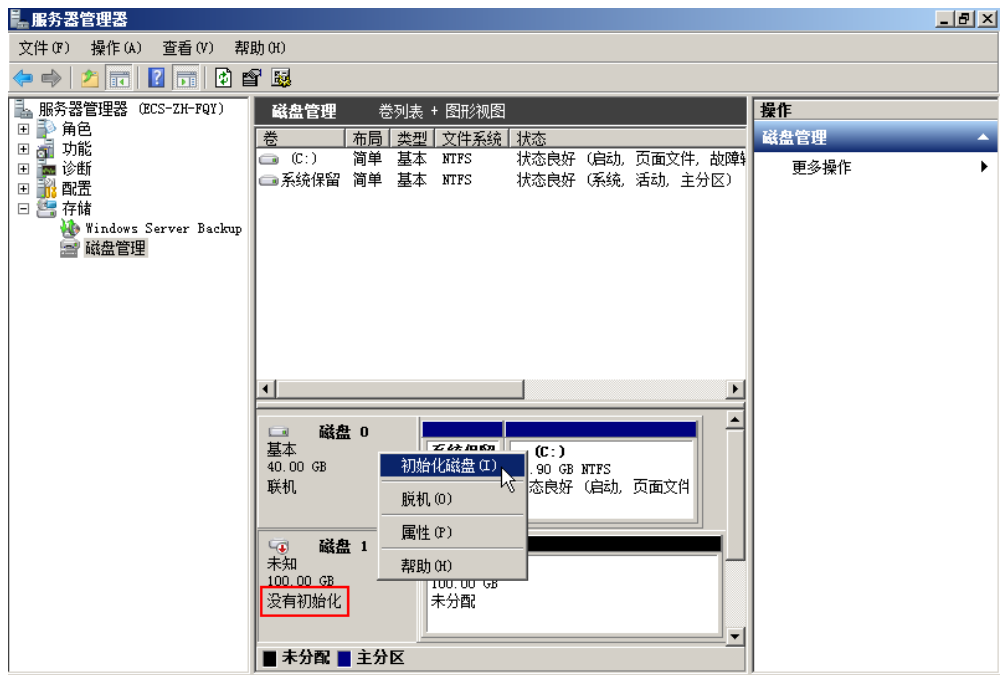 服务器管理器
文件(F) 操作(A) 查看(V) 帮助(H)
服务器管理器 (ECS-ZH-FQY)
角色
功能
诊断
配置
存储
Windows Server Backup
磁盘管理
磁盘管理 卷列表 + 图形视图
卷 布局 类型 文件系统 状态
(C:) 简单 基本 NTFS 状态良好 (启动, 页面文件, 故障转
系统保留 简单 基本 NTFS 状态良好 (系统, 活动, 主分区)
磁盘 0
基本
40.00 GB
联机
系统保留
(C:)
.90 GB NTFS
态良好 (启动, 页面文件
初始化磁盘(I)
脱机(O)
属性(P)
帮助(H)
磁盘 1
未知
100.00 GB
没有初始化
100.00 GB
未分配
未分配 主分区
操作
磁盘管理
更多操作